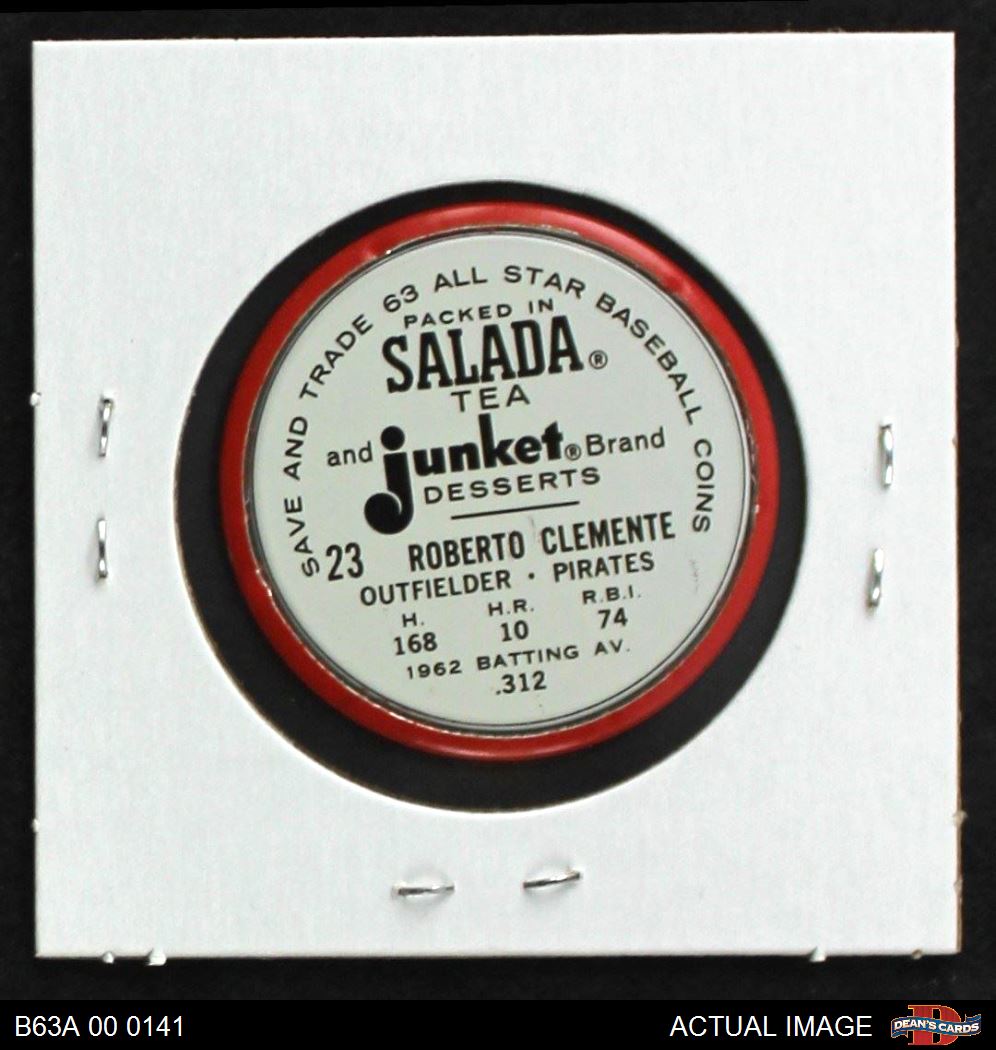 SAVE AND TRADE 63 ALL STAR BASEBALL COINS
PACKED IN
SALADA®
TEA
and junket® Brand
DESSERTS
23 ROBERTO CLEMENTE
OUTFIELDER · PIRATES
H. H.R. R.B.I.
168 10 74
1962 BATTING AV.
.312
B63A 00 0141 ACTUAL IMAGE DEAN'S CARDS